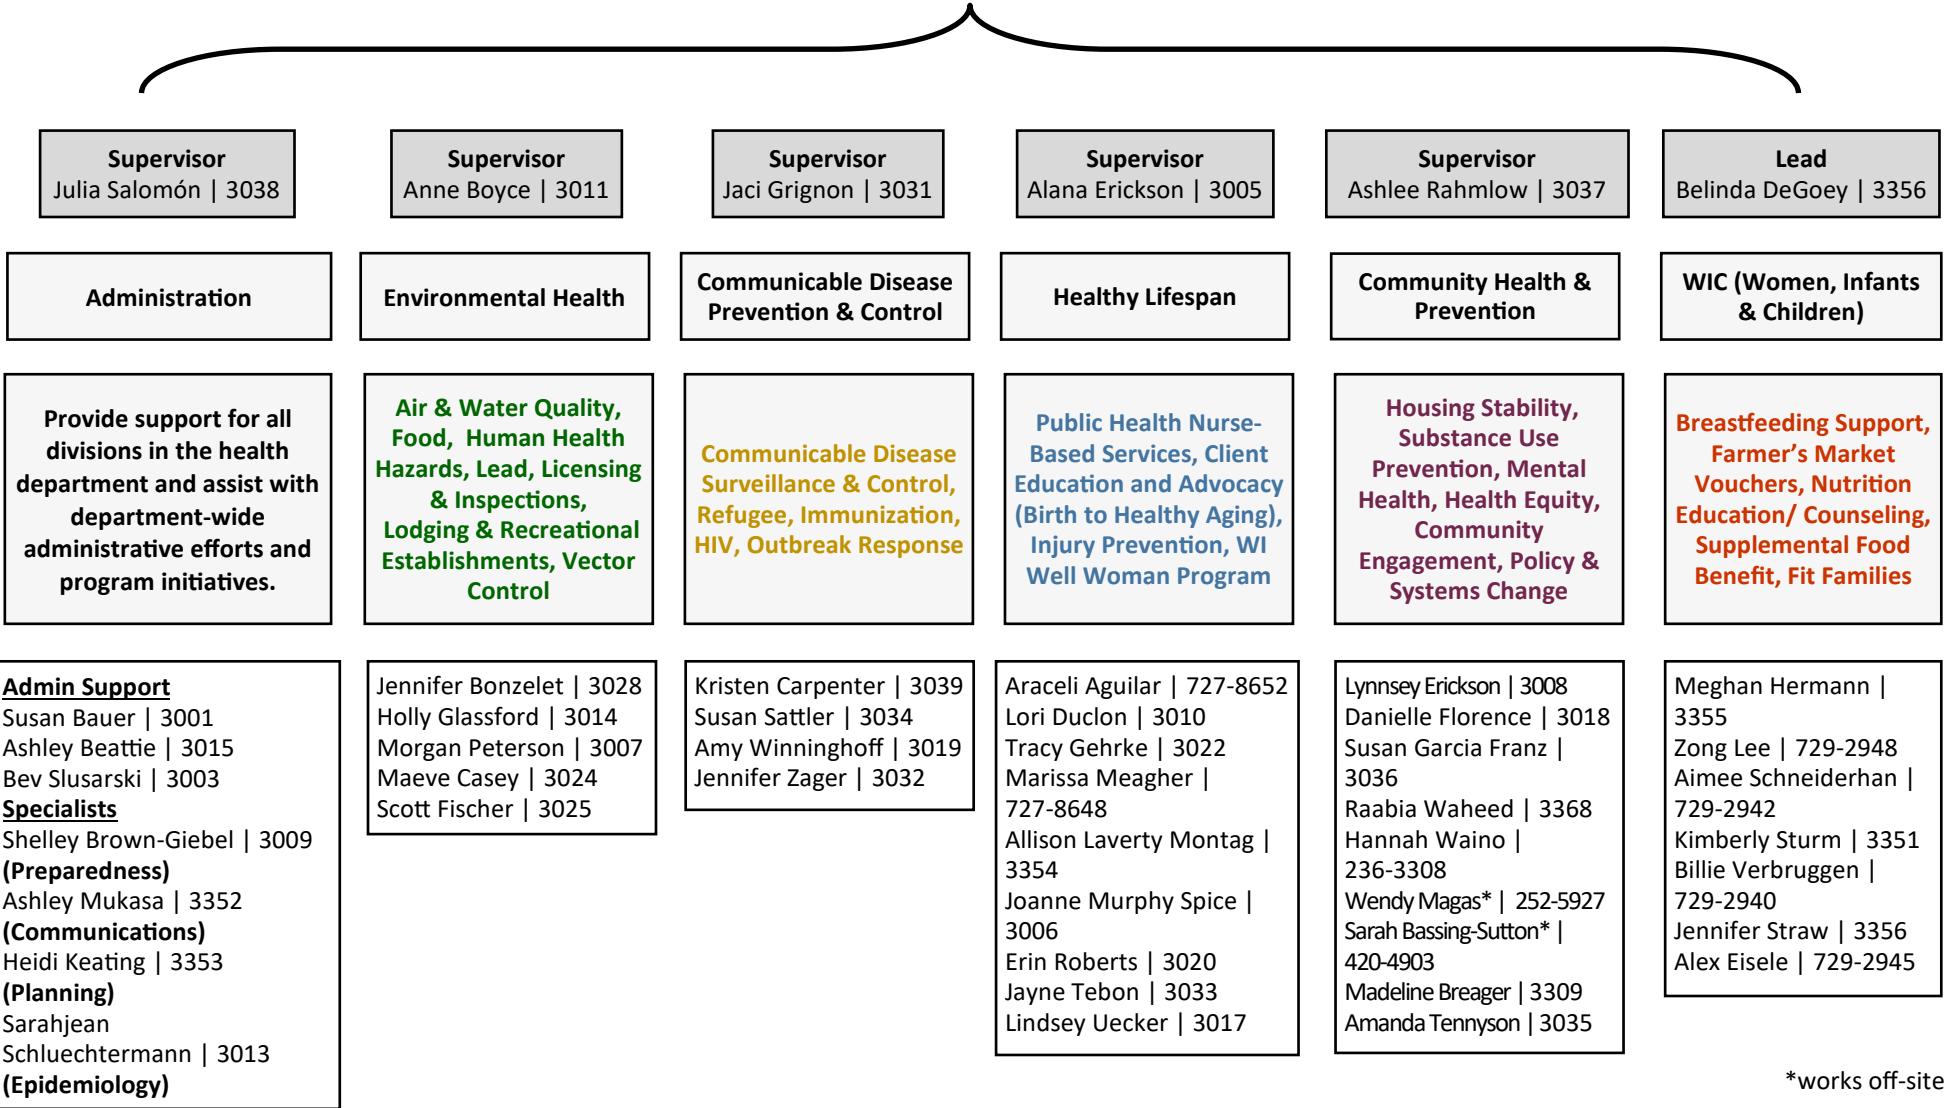 Supervisor
Julia Salomón | 3038
Supervisor
Anne Boyce | 3011
Supervisor
Jaci Grignon | 3031
Supervisor
Alana Erickson | 3005
Supervisor
Ashlee Rahmlow | 3037
Lead
Belinda DeGoey | 3356
Administration
Environmental Health
Communicable Disease
Prevention & Control
Healthy Lifespan
Community Health &
Prevention
WIC (Women, Infants
& Children)
Provide support for all
divisions in the health
department and assist with
department-wide
administrative efforts and
program initiatives.
Air & Water Quality,
Food, Human Health
Hazards, Lead, Licensing
& Inspections,
Lodging & Recreational
Establishments, Vector
Control
Communicable Disease
Surveillance & Control,
Refugee, Immunization,
HIV, Outbreak Response
Public Health Nurse-
Based Services, Client
Education and Advocacy
(Birth to Healthy Aging),
Injury Prevention, WI
Well Woman Program
Housing Stability,
Substance Use
Prevention, Mental
Health, Health Equity,
Community
Engagement, Policy &
Systems Change
Breastfeeding Support,
Farmer’s Market
Vouchers, Nutrition
Education/ Counseling,
Supplemental Food
Benefit, Fit Families
Admin Support
Susan Bauer | 3001
Ashley Beattie | 3015
Bev Slusarski | 3003
Specialists
Shelley Brown-Giebel | 3009
(Preparedness)
Ashley Mukasa | 3352
(Communications)
Heidi Keating | 3353
(Planning)
Sarahjean
Schluechtermann | 3013
(Epidemiology)
Jennifer Bonzelet | 3028
Holly Glassford | 3014
Morgan Peterson | 3007
Maeve Casey | 3024
Scott Fischer | 3025
Kristen Carpenter | 3039
Susan Sattler | 3034
Amy Winninghoff | 3019
Jennifer Zager | 3032
Araceli Aguilar | 727-8652
Lori Duclon | 3010
Tracy Gehrke | 3022
Marissa Meagher |
727-8648
Allison Laverty Montag |
3354
Joanne Murphy Spice |
3006
Erin Roberts | 3020
Jayne Tebon | 3033
Lindsey Uecker | 3017
Lynnsey Erickson | 3008
Danielle Florence | 3018
Susan Garcia Franz |
3036
Raabia Waheed | 3368
Hannah Waino |
236-3308
Wendy Magas* | 252-5927
Sarah Bassing-Sutton* |
420-4903
Madeline Breager | 3309
Amanda Tennyson | 3035
Meghan Hermann |
3355
Zong Lee | 729-2948
Aimee Schneiderhan |
729-2942
Kimberly Sturm | 3351
Billie Verbruggen |
729-2940
Jennifer Straw | 3356
Alex Eisele | 729-2945
*works off-site